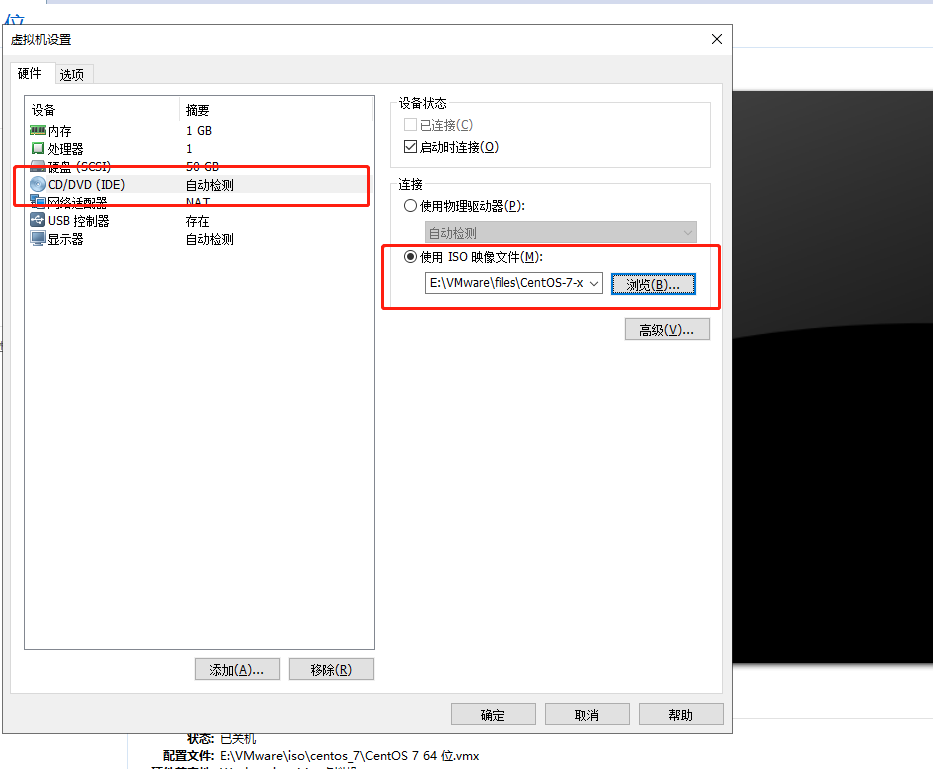 位
虚拟机设置
硬件 选项
设备 摘要
内存 1 GB
处理器 1
硬盘 (SCSI) 50 GB
CD/DVD (IDE) 自动检测
网络适配器 NAT
USB 控制器 存在
显示器 自动检测
添加(A)... 移除(R)
设备状态
已连接(C)
启动时连接(O)
连接
使用物理驱动器(P):
自动检测
使用 ISO 映像文件(M):
E:\VMware\files\CentOS-7-x 浏览(B)...
高级(V)...
确定 取消 帮助
状态: 已关机
配置文件: E:\VMware\iso\centos_7\CentOS 7 64 位.vmx